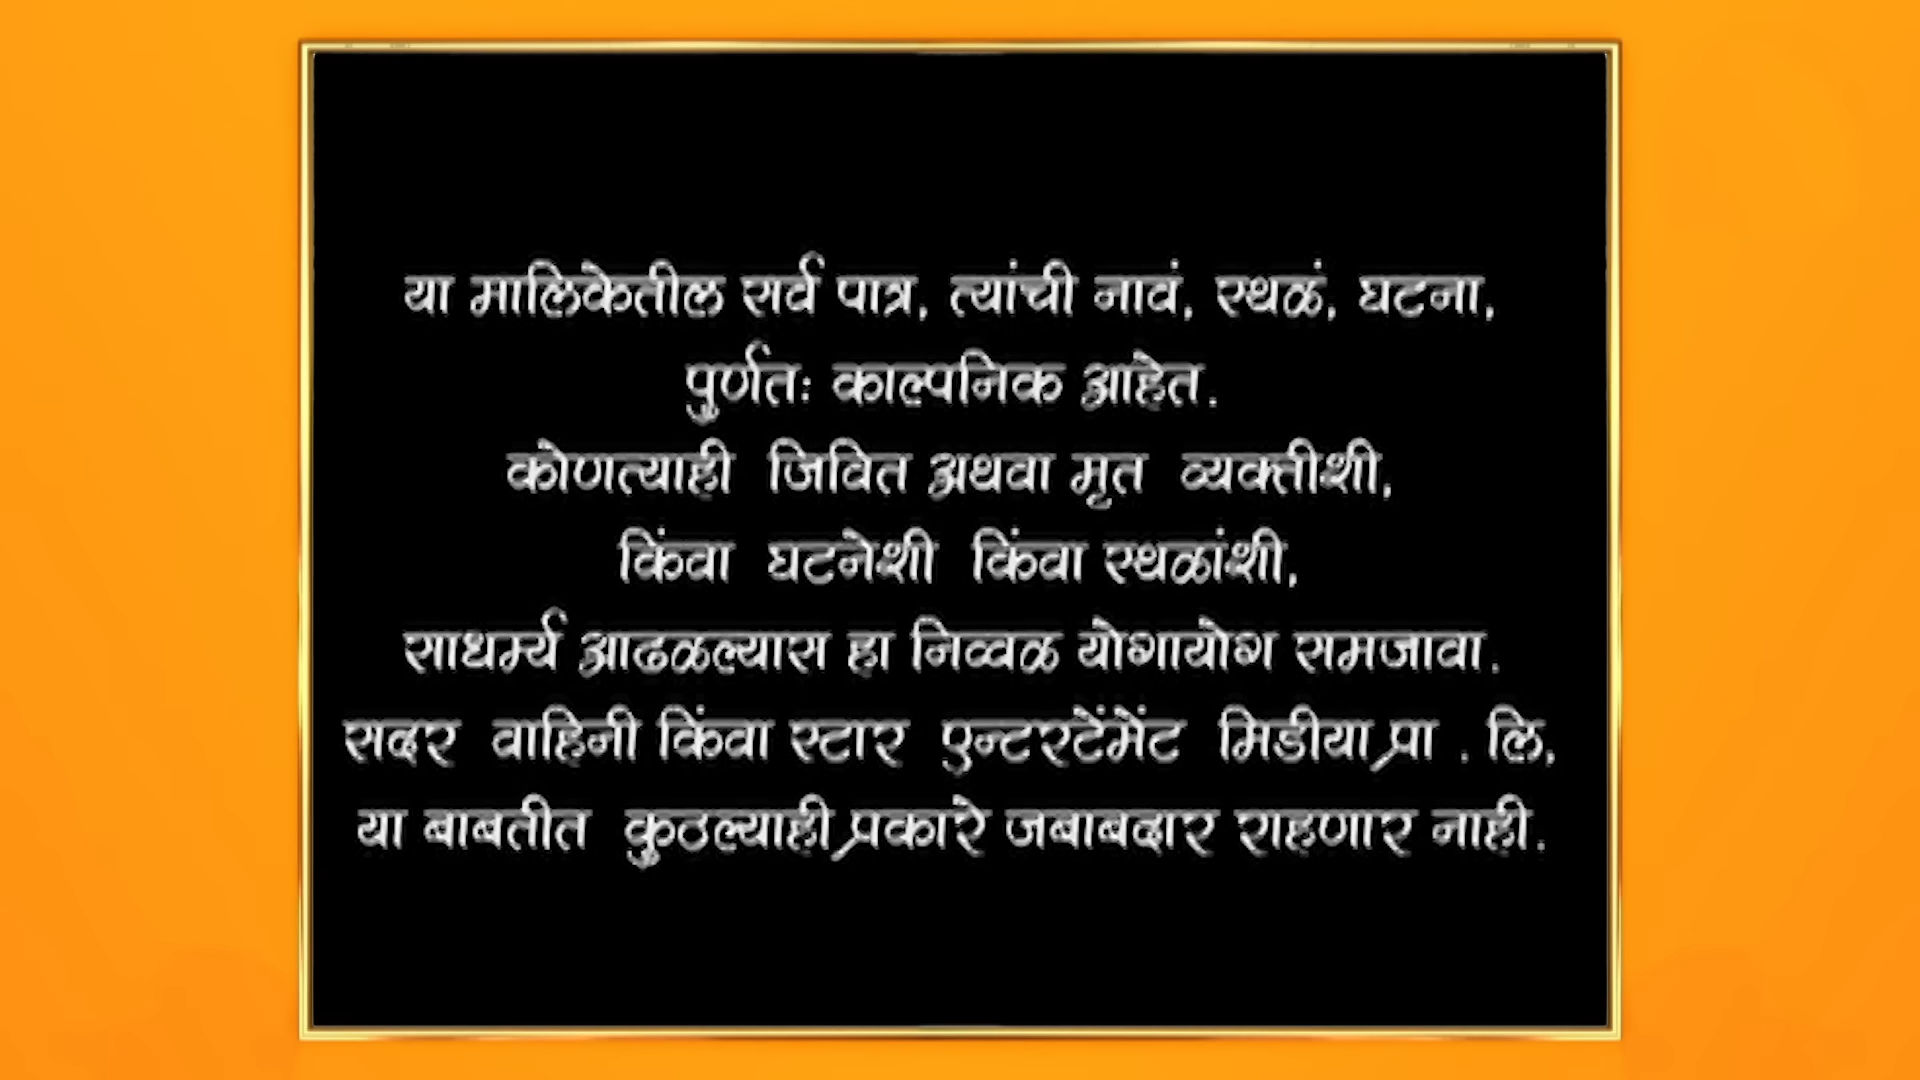 या मालिकेतील सर्व पात्र, त्यांची नावं, स्थळं, घटना,
पुर्णतः काल्पनिक आहेत.
कोणत्याही जिवित अथवा मृत व्यक्तीशी,
किंवा घटनेशी किंवा स्थळांशी,
साधर्म्य आढळल्यास हा निव्वळ योगायोग समजावा.
सदर वाहिनी किंवा स्टार एन्टरटेंमेंट मिडीया प्रा . लि,
या बाबतीत कुठल्याही प्रकारे जबाबदार राहणार नाही.